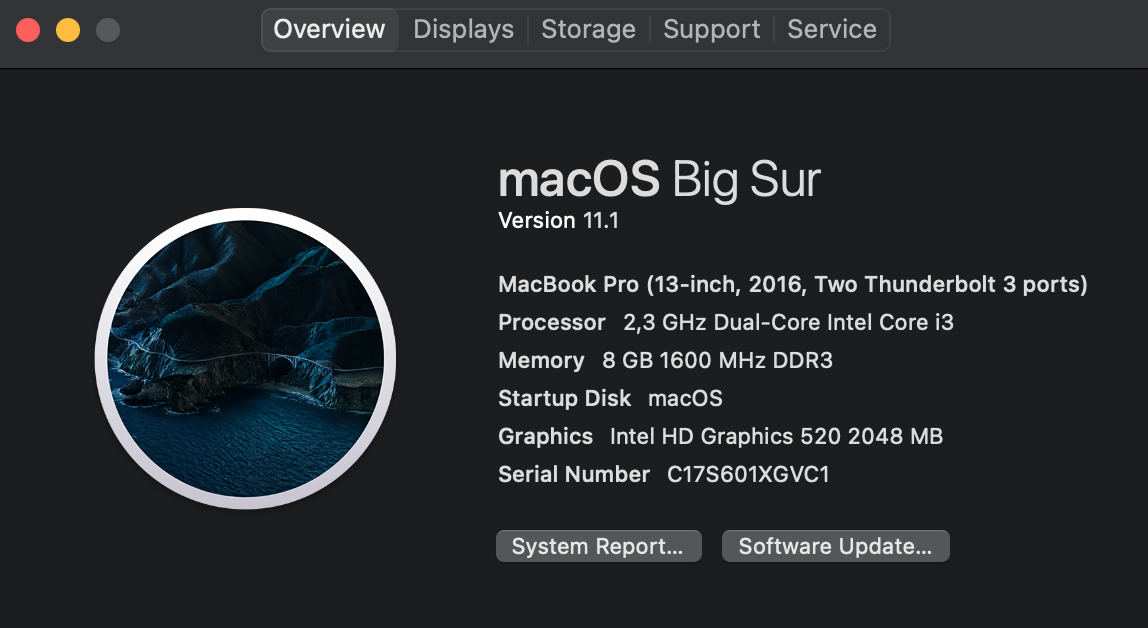 Overview Displays Storage Support Service
macOS Big Sur
Version 11.1
MacBook Pro (13-inch, 2016, Two Thunderbolt 3 ports)
Processor 2,3 GHz Dual-Core Intel Core i3
Memory 8 GB 1600 MHz DDR3
Startup Disk macOS
Graphics Intel HD Graphics 520 2048 MB
Serial Number C17S601XGVC1
System Report... Software Update...